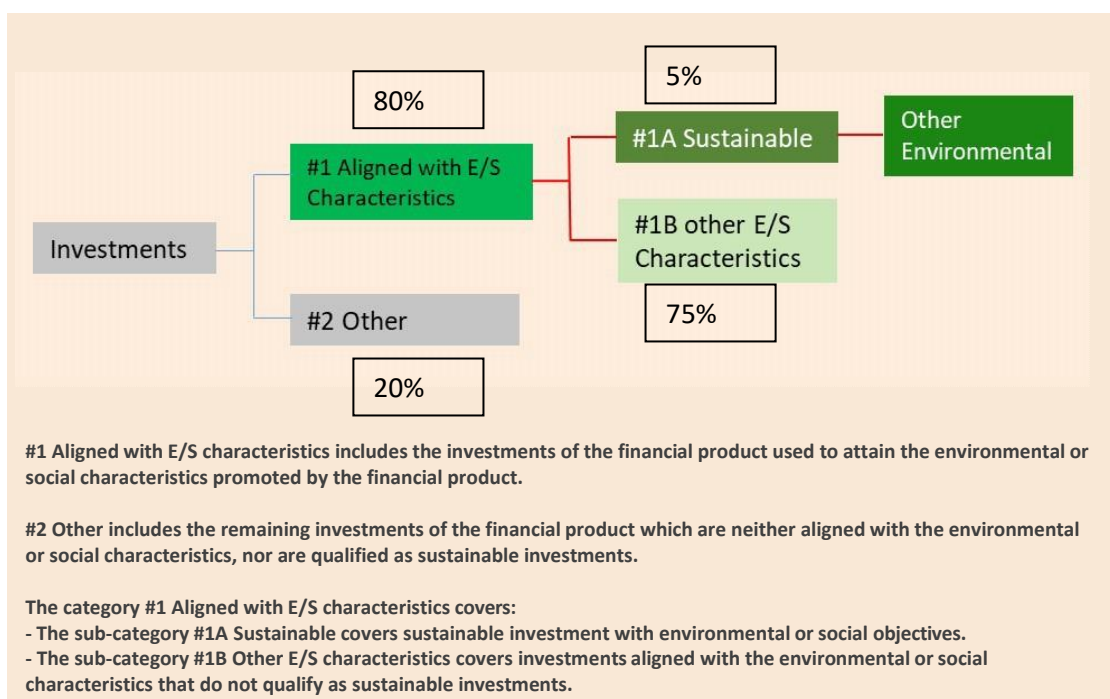 80%
5%
#1 Aligned with E/S
Characteristics
#1A Sustainable
Other
Environmental
Investments
#1B other E/S
Characteristics
#2 Other
75%
20%
#1 Aligned with E/S characteristics includes the investments of the financial product used to attain the environmental or
social characteristics promoted by the financial product.
#2 Other includes the remaining investments of the financial product which are neither aligned with the environmental
or social characteristics, nor are qualified as sustainable investments.
The category #1 Aligned with E/S characteristics covers:
- The sub-category #1A Sustainable covers sustainable investment with environmental or social objectives.
- The sub-category #1B Other E/S characteristics covers investments aligned with the environmental or social
characteristics that do not qualify as sustainable investments.